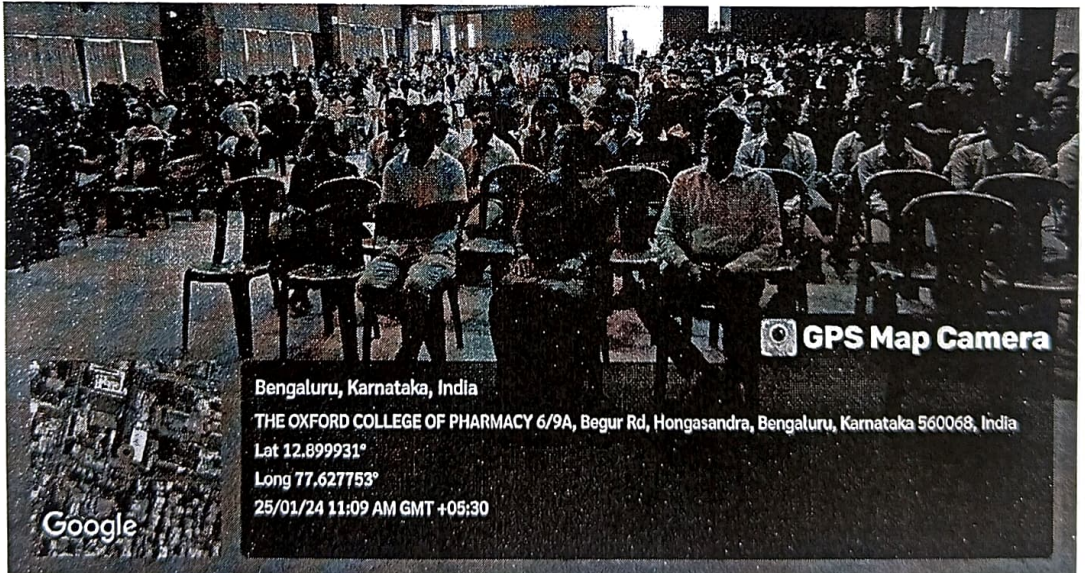 GPS Map Camera
Bengaluru, Karnataka, India
THE OXFORD COLLEGE OF PHARMACY 6/9A, Begur Rd, Hongasandra, Bengaluru, Karnataka 560068, India
Lat 12.899931°
Long 77.627753°
25/01/24 11:09 AM GMT +05:30
Google